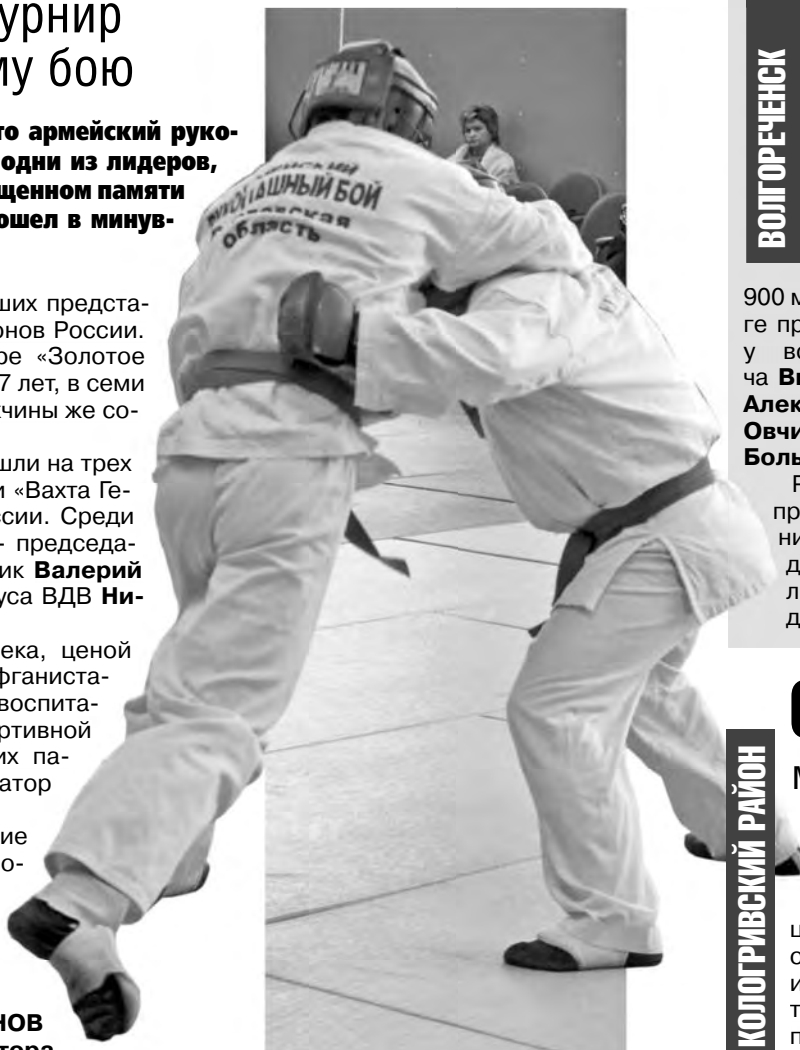 урнир
му бою
то армейский руко-
одни из лидеров,
щенном памяти
ошел в минув-
ших предста-
онов России.
ре «Золотое
7 лет, в семи
чины же со-
шли на трех
и «Вахта Ге-
ссии. Среди
– председа-
ик Валерий
уса ВДВ Ни-
ека, ценой
фганиста-
воспита-
ртивной
их па-
атор
ие
о-
НОВ
тора
РУКОПАШНЫЙ БОЙ
область
ВОЛГОРЕЧЕНСК
900 м
ге пр
у во
ча Ви
Алек
Овчи
Боль
пр
ни
д
л
д
КОЛОГРИВСКИЙ РАЙОН
М
ц
о
и
т
п